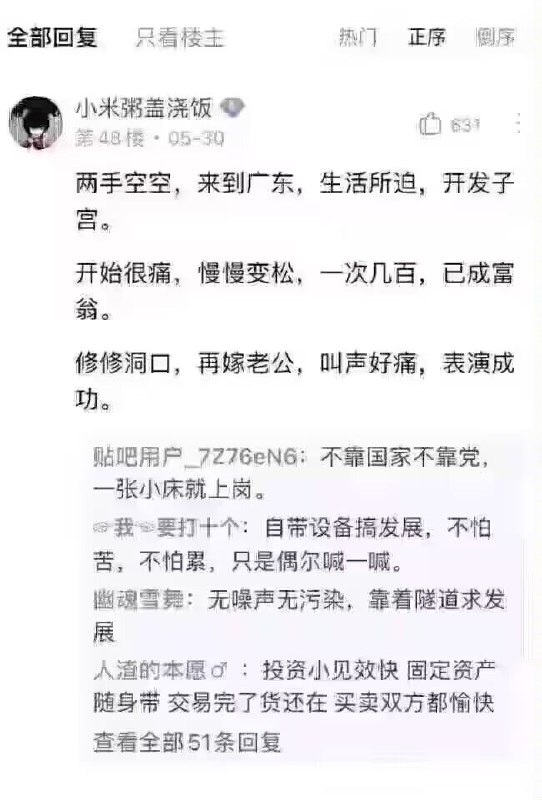 全部回复 只看楼主 热门 正序 倒序
小米粥盖浇饭
第48楼·05-30 631
两手空空，来到广东，生活所迫，开发子
宫。
开始很痛，慢慢变松，一次几百，已成富
翁。
修修洞口，再嫁老公，叫声好痛，表演成
功。
贴吧用户_7Z76eN6：不靠国家不靠党，
一张小床就上岗。
我 要打十个：自带设备搞发展，不怕
苦，不怕累，只是偶尔喊一喊。
幽魂雪舞：无噪声无污染，靠着隧道求发
展
人渣的本愿♂：投资小见效快 固定资产
随身带 交易完了货还在 买卖双方都愉快
查看全部51条回复